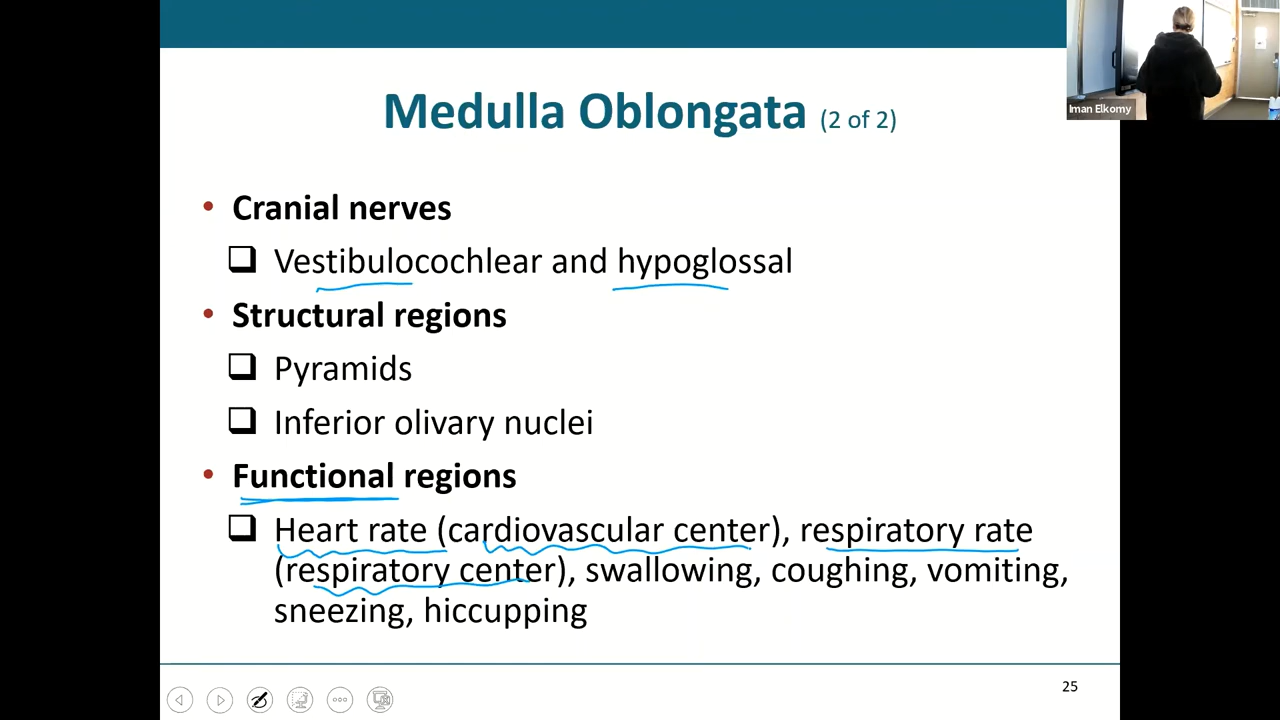 Iman Elkomy
Medulla Oblongata (2 of 2)
• Cranial nerves
❑ Vestibulocochlear and hypoglossal
• Structural regions
❑ Pyramids
❑ Inferior olivary nuclei
• Functional regions
❑ Heart rate (cardiovascular center), respiratory rate
(respiratory center), swallowing, coughing, vomiting,
sneezing, hiccupping
25